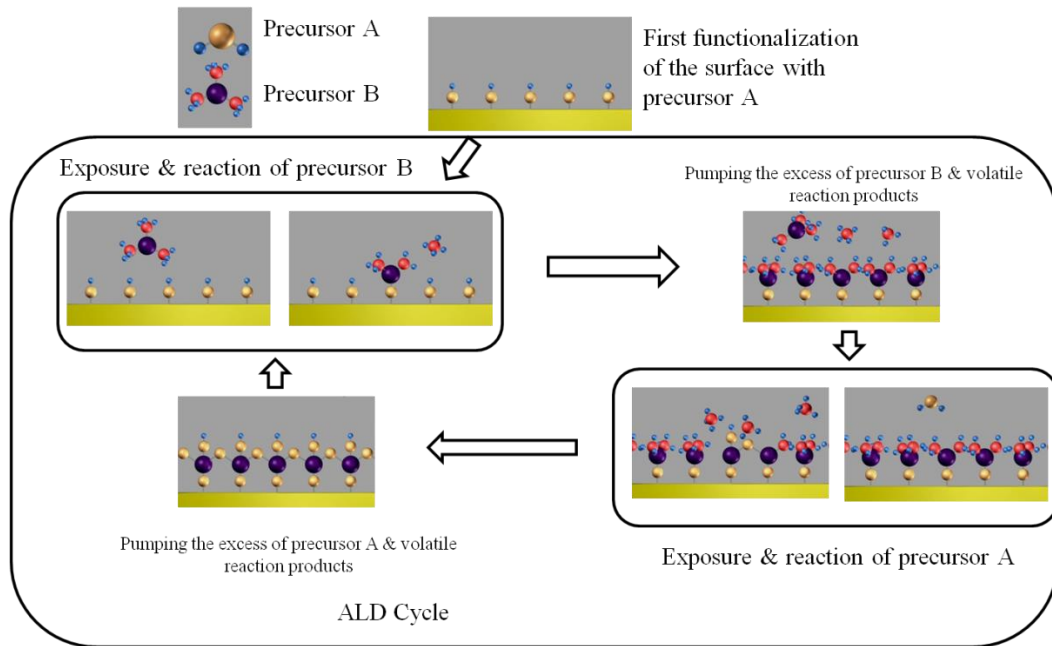 Precursor A
Precursor B
First functionalization
of the surface with
precursor A
Exposure & reaction of precursor B
Pumping the excess of precursor B & volatile
reaction products
Exposure & reaction of precursor A
Pumping the excess of precursor A & volatile
reaction products
ALD Cycle